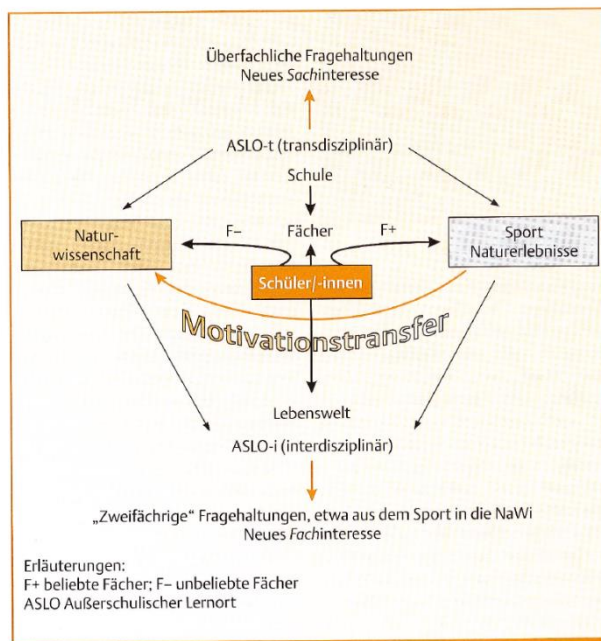 Überfachliche Fragehaltungen
Neues Sachinteresse
ASLO-t (transdisziplinär)
Schule
Natur-
wissenschaft
F–
Fächer
F+
Sport
Naturerlebnisse
Schüler/-innen
Motivationstransfer
Lebenswelt
ASLO-i (interdisziplinär)
„Zweifächrige“ Fragehaltungen, etwa aus dem Sport in die NaWi
Neues Fachinteresse
Erläuterungen:
F+ beliebte Fächer; F– unbeliebte Fächer
ASLO Außerschulischer Lernort